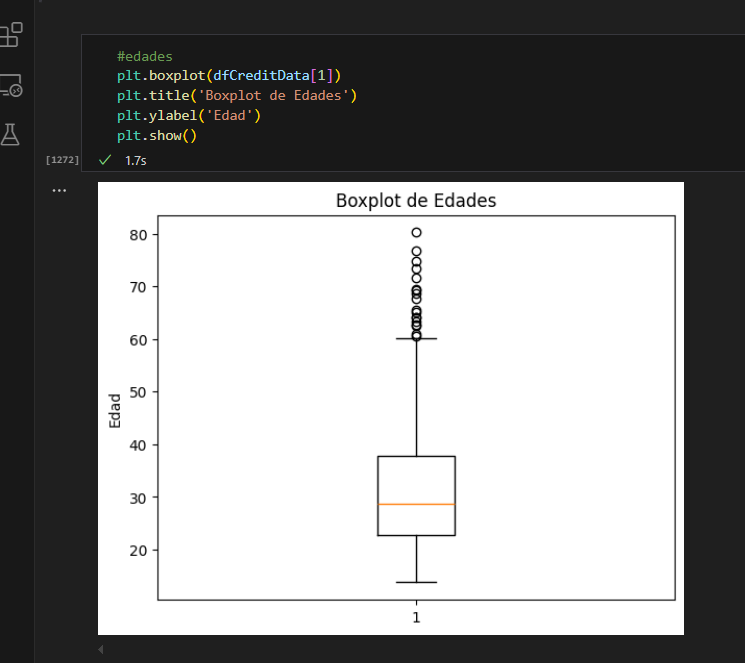 #edades
plt.boxplot(dfCreditData[1])
plt.title('Boxplot de Edades')
plt.ylabel('Edad')
plt.show()
[1272] ✓ 1.7s
...
Boxplot de Edades
80
70
60
50
40
30
20
Edad
1